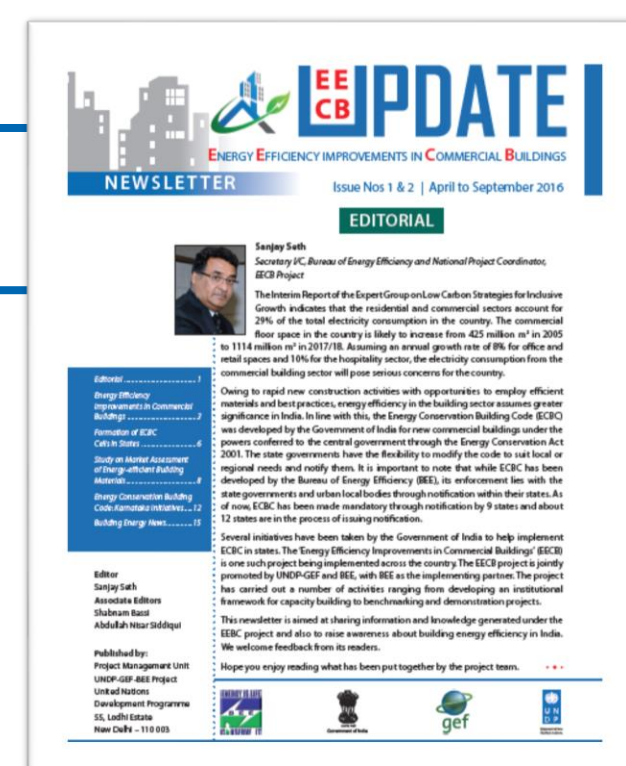 EE
CB
UPDATE
ENERGY EFFICIENCY IMPROVEMENTS IN COMMERCIAL BUILDINGS
NEWSLETTER
Issue Nos 1 & 2 | April to September 2016
EDITORIAL
Sanjay Seth
Secretary I/C, Bureau of Energy Efficiency and National Project Coordinator,
EECB Project
The Interim Report of the Expert Group on Low Carbon Strategies for Inclusive
Growth indicates that the residential and commercial sectors account for
29% of the total electricity consumption in the country. The commercial
floor space in the country is likely to increase from 425 million m² in 2005
to 1114 million m² in 2017/18. Assuming an annual growth rate of 8% for office and
retail spaces and 10% for the hospitality sector, the electricity consumption from the
commercial building sector will pose serious concerns for the country.
Owing to rapid new construction activities with opportunities to employ efficient
materials and best practices, energy efficiency in the building sector assumes greater
significance in India. In line with this, the Energy Conservation Building Code (ECBC)
was developed by the Government of India for new commercial buildings under the
powers conferred to the central government through the Energy Conservation Act
2001. The state governments have the flexibility to modify the code to suit local or
regional needs and notify them. It is important to note that while ECBC has been
developed by the Bureau of Energy Efficiency (BEE), its enforcement lies with the
state governments and urban local bodies through notification within their states. As
of now, ECBC has been made mandatory through notification by 9 states and about
12 states are in the process of issuing notification.
Several initiatives have been taken by the Government of India to help implement
ECBC in states. The 'Energy Efficiency Improvements in Commercial Buildings' (EECB)
is one such project being implemented across the country. The EECB project is jointly
promoted by UNDP-GEF and BEE, with BEE as the implementing partner. The project
has carried out a number of activities ranging from developing an institutional
framework for capacity building to benchmarking and demonstration projects.
This newsletter is aimed at sharing information and knowledge generated under the
EEBC project and also to raise awareness about building energy efficiency in India.
We welcome feedback from its readers.
Hope you enjoy reading what has been put together by the project team.
Editorial ............................ 1
Energy Efficiency
Improvements in Commercial
Buildings ........................... 2
Formation of ECBC
Cells in States ..................... 6
Study on Market Assessment
of Energy-efficient Building
Materials ........................... 8
Energy Conservation Building
Code: Karnataka Initiatives .... 12
Building Energy News ......... 15
Editor
Sanjay Seth
Associate Editors
Shabnam Bassi
Abdullah Nisar Siddiqui
Published by:
Project Management Unit
UNDP-GEF-BEE Project
United Nations
Development Programme
55, Lodhi Estate
New Delhi – 110 003
ENERGY IS LIFE
BEE
CONSERVE IT
Government of India
gef
U N
D P